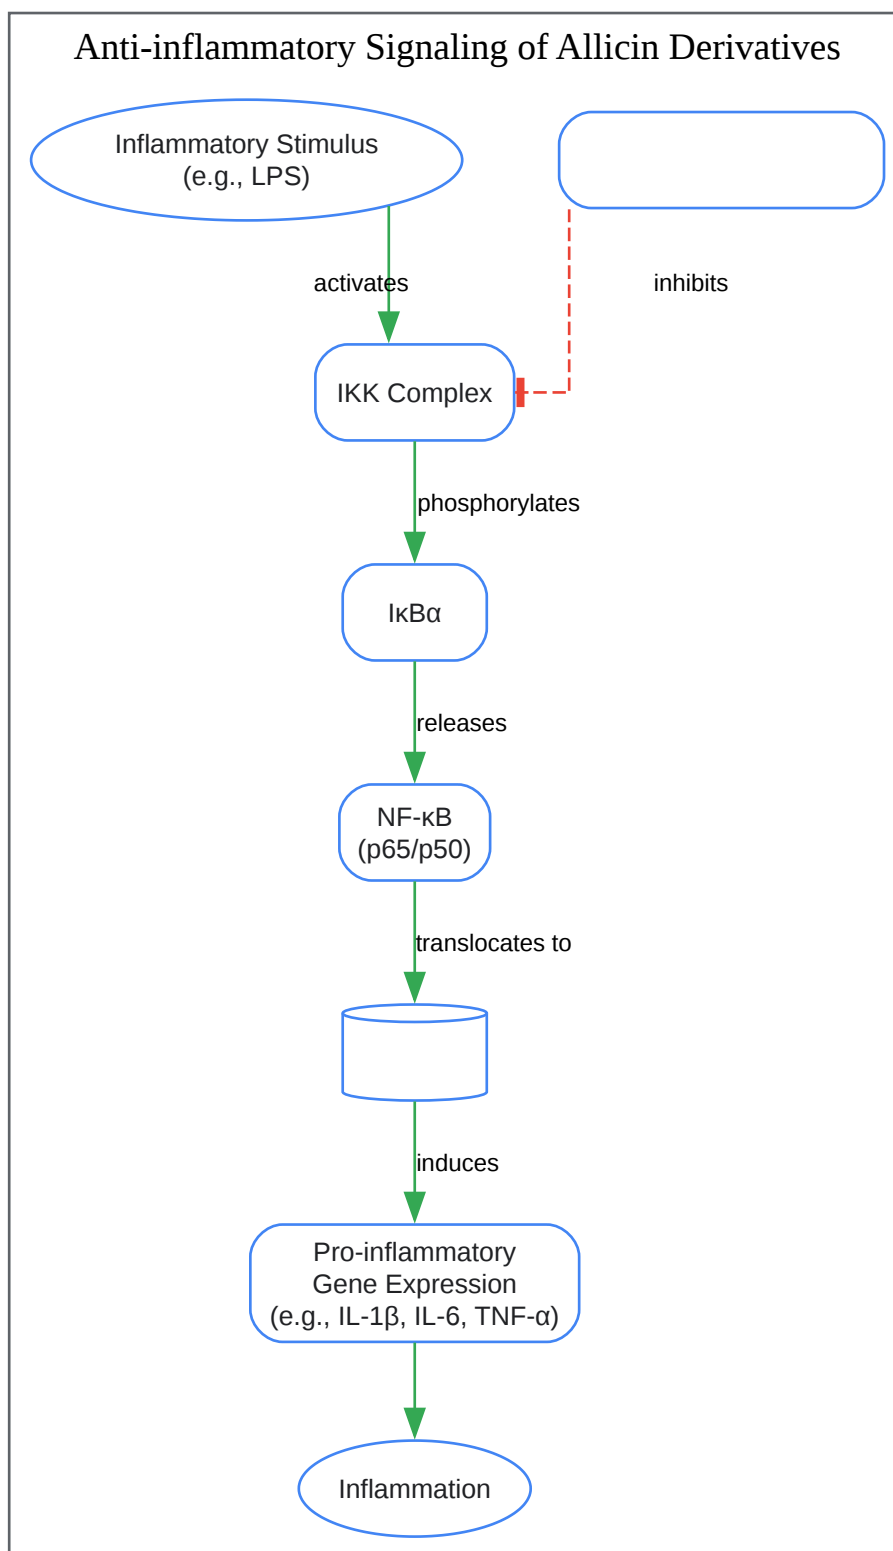 Anti-inflammatory Signaling of Allicin Derivatives
Inflammatory Stimulus
(e.g., LPS)
activates
inhibits
IKK Complex
phosphorylates
IκBα
releases
NF-κB
(p65/p50)
translocates to
induces
Pro-inflammatory
Gene Expression
(e.g., IL-1β, IL-6, TNF-α)
Inflammation